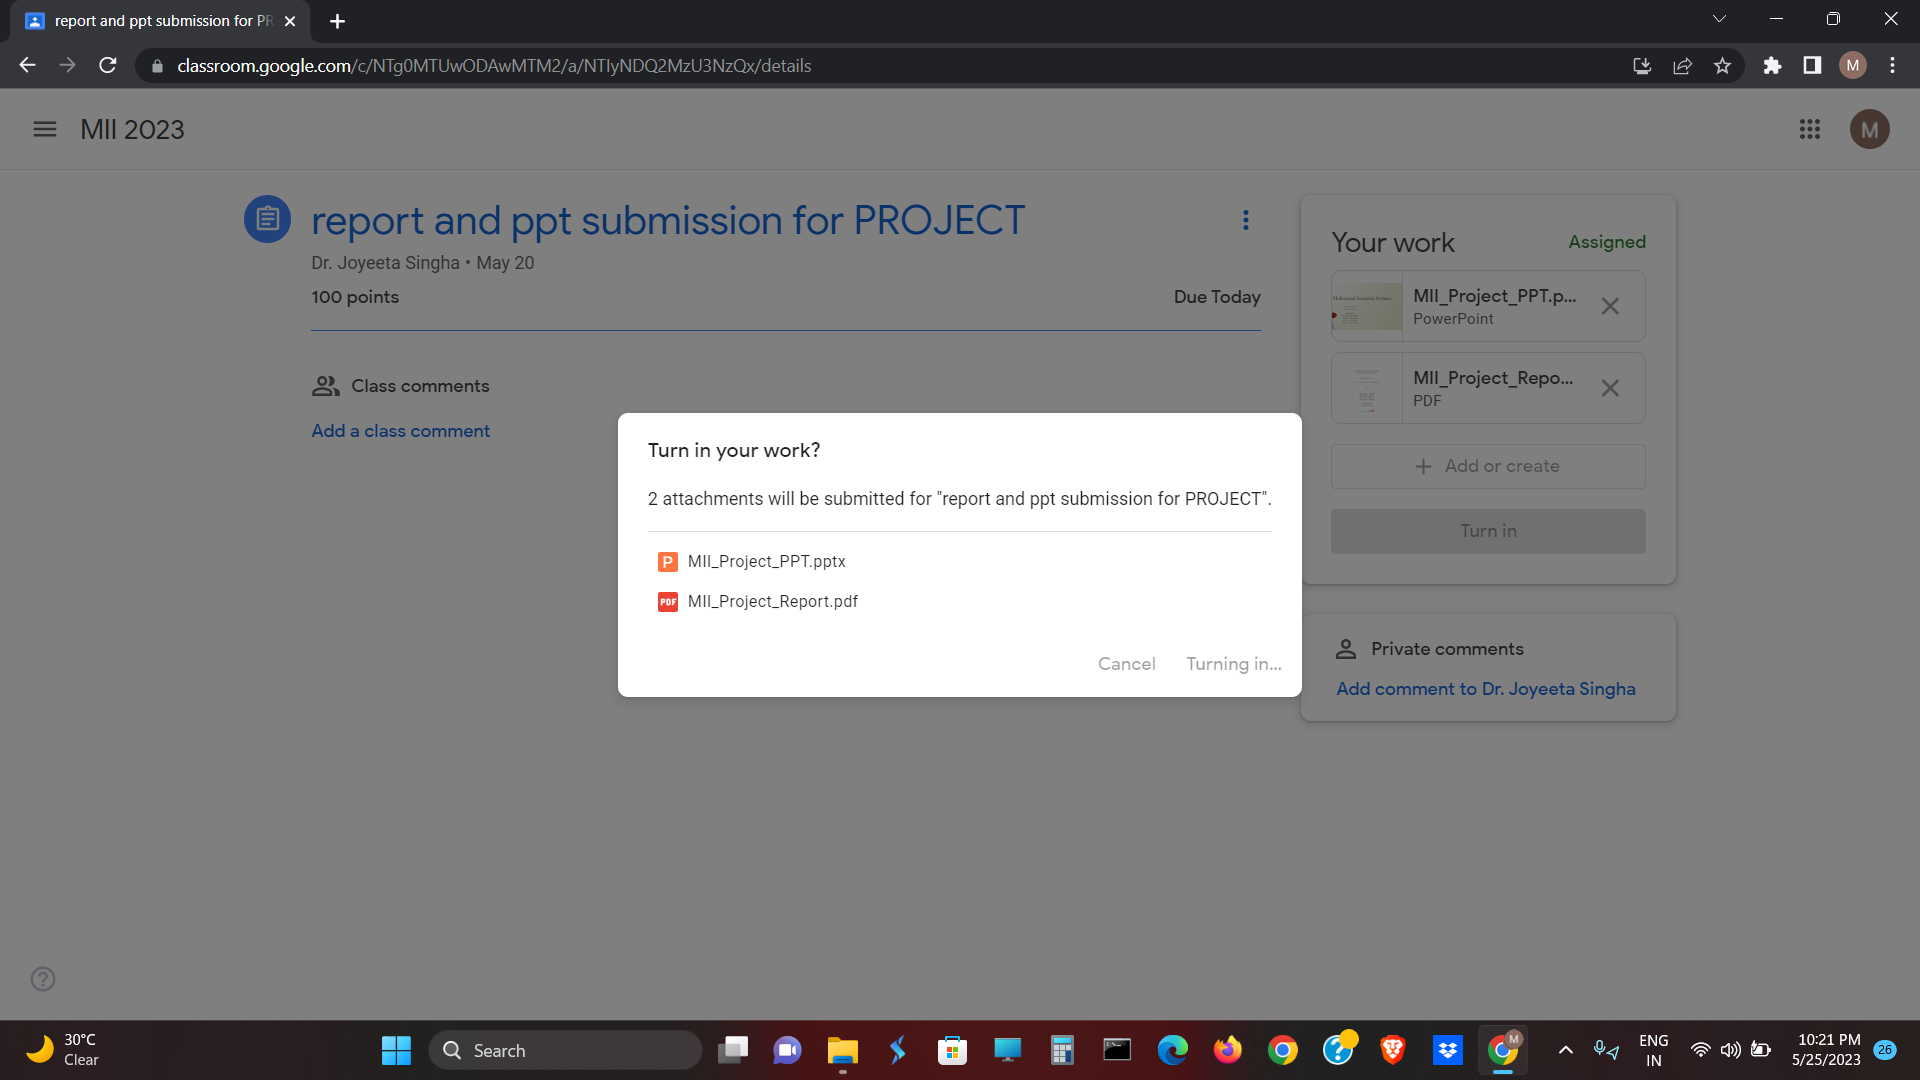 report and ppt submission for PR
classroom.google.com/c/NTg0MTUwODAwMTM2/a/NTIyNDQ2MzU3NzQx/details
M
MII 2023
M
report and ppt submission for PROJECT
Dr. Joyeeta Singha • May 20
100 points
Due Today
Class comments
Add a class comment
Your work
Assigned
MII_Project_PPT.p...
PowerPoint
MII_Project_Repo...
PDF
+ Add or create
Turn in
Private comments
Add comment to Dr. Joyeeta Singha
Turn in your work?
2 attachments will be submitted for "report and ppt submission for PROJECT".
P MII_Project_PPT.pptx
PDF MII_Project_Report.pdf
Cancel
Turning in...
30°C
Clear
Search
M
ENG
IN
10:21 PM
5/25/2023
26